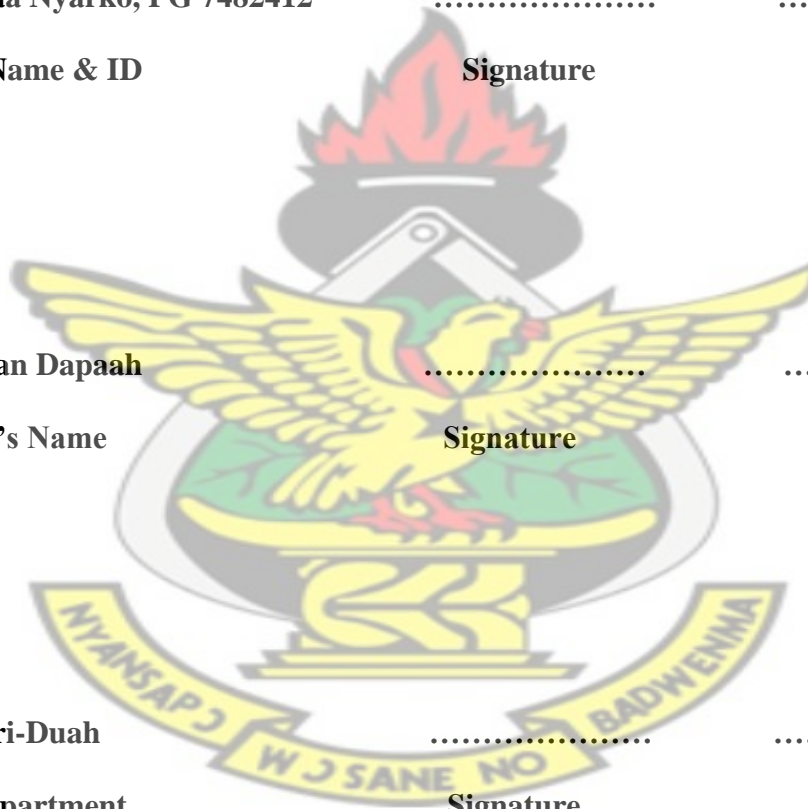 Nyarko, PG 7482412 ..................... ...
Name & ID Signature
an Dapaah ..................... ...
's Name Signature
ri-Duah ..................... ....
partment Signature
NYANSAPƆ WƆSANE NO BADWENMA